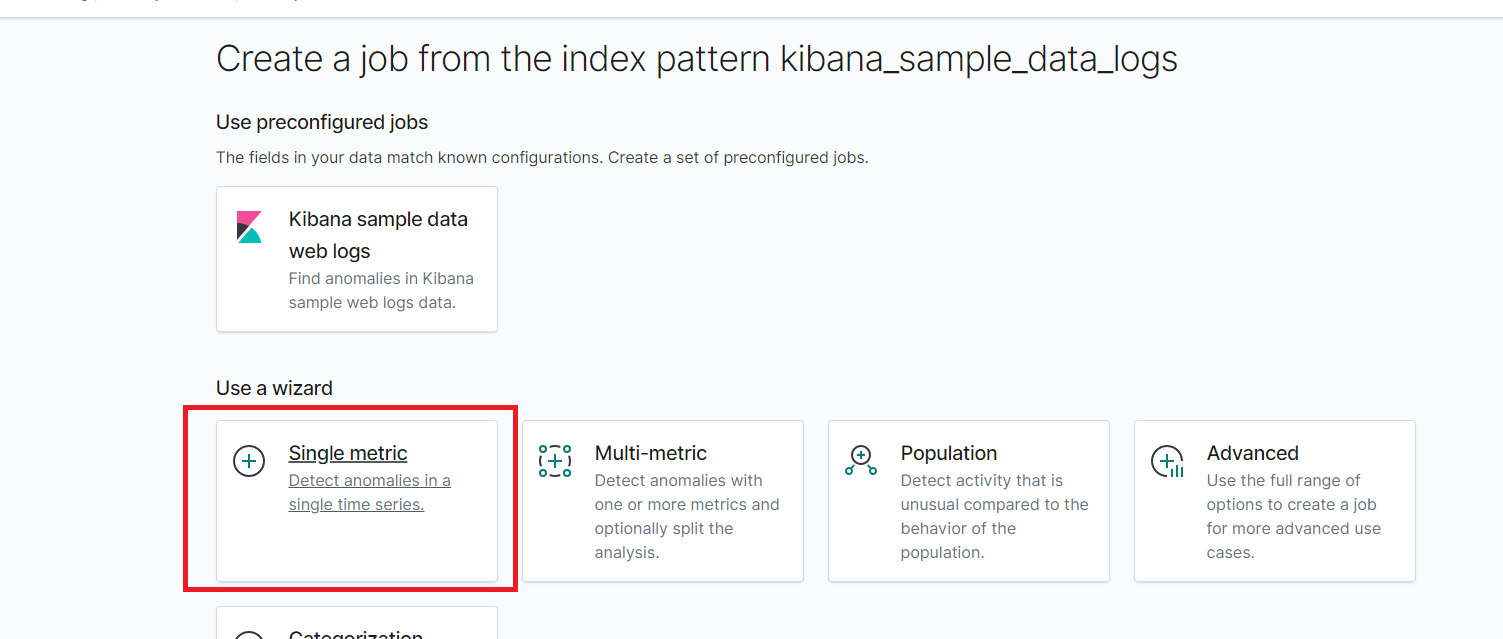 Create a job from the index pattern kibana_sample_data_logs
Use preconfigured jobs
The fields in your data match known configurations. Create a set of preconfigured jobs.
Kibana sample data
web logs
Find anomalies in Kibana
sample web logs data.
Use a wizard
Single metric
Detect anomalies in a
single time series.
Multi-metric
Detect anomalies with
one or more metrics and
optionally split the
analysis.
Population
Detect activity that is
unusual compared to the
behavior of the
population.
Advanced
Use the full range of
options to create a job
for more advanced use
cases.
Categorization